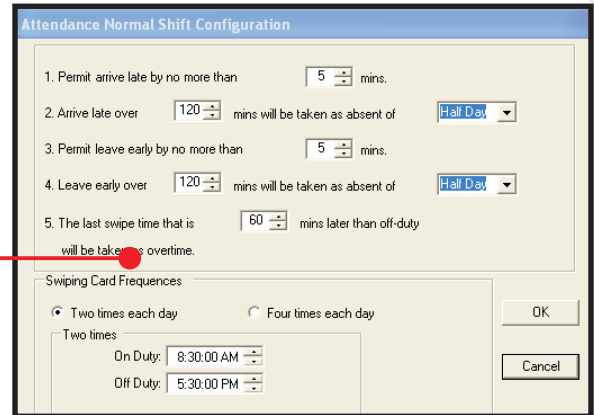 Attendance Normal Shift Configuration
1. Permit arrive late by no more than 5 mins.
2. Arrive late over 120 mins will be taken as absent of Half Day
3. Permit leave early by no more than 5 mins.
4. Leave early over 120 mins will be taken as absent of Half Day
5. The last swipe time that is 60 mins later than off-duty
will be taken as overtime.
Swiping Card Frequences
Two times each day Four times each day
OK
Two times
On Duty: 8:30:00 AM
Cancel
Off Duty: 5:30:00 PM